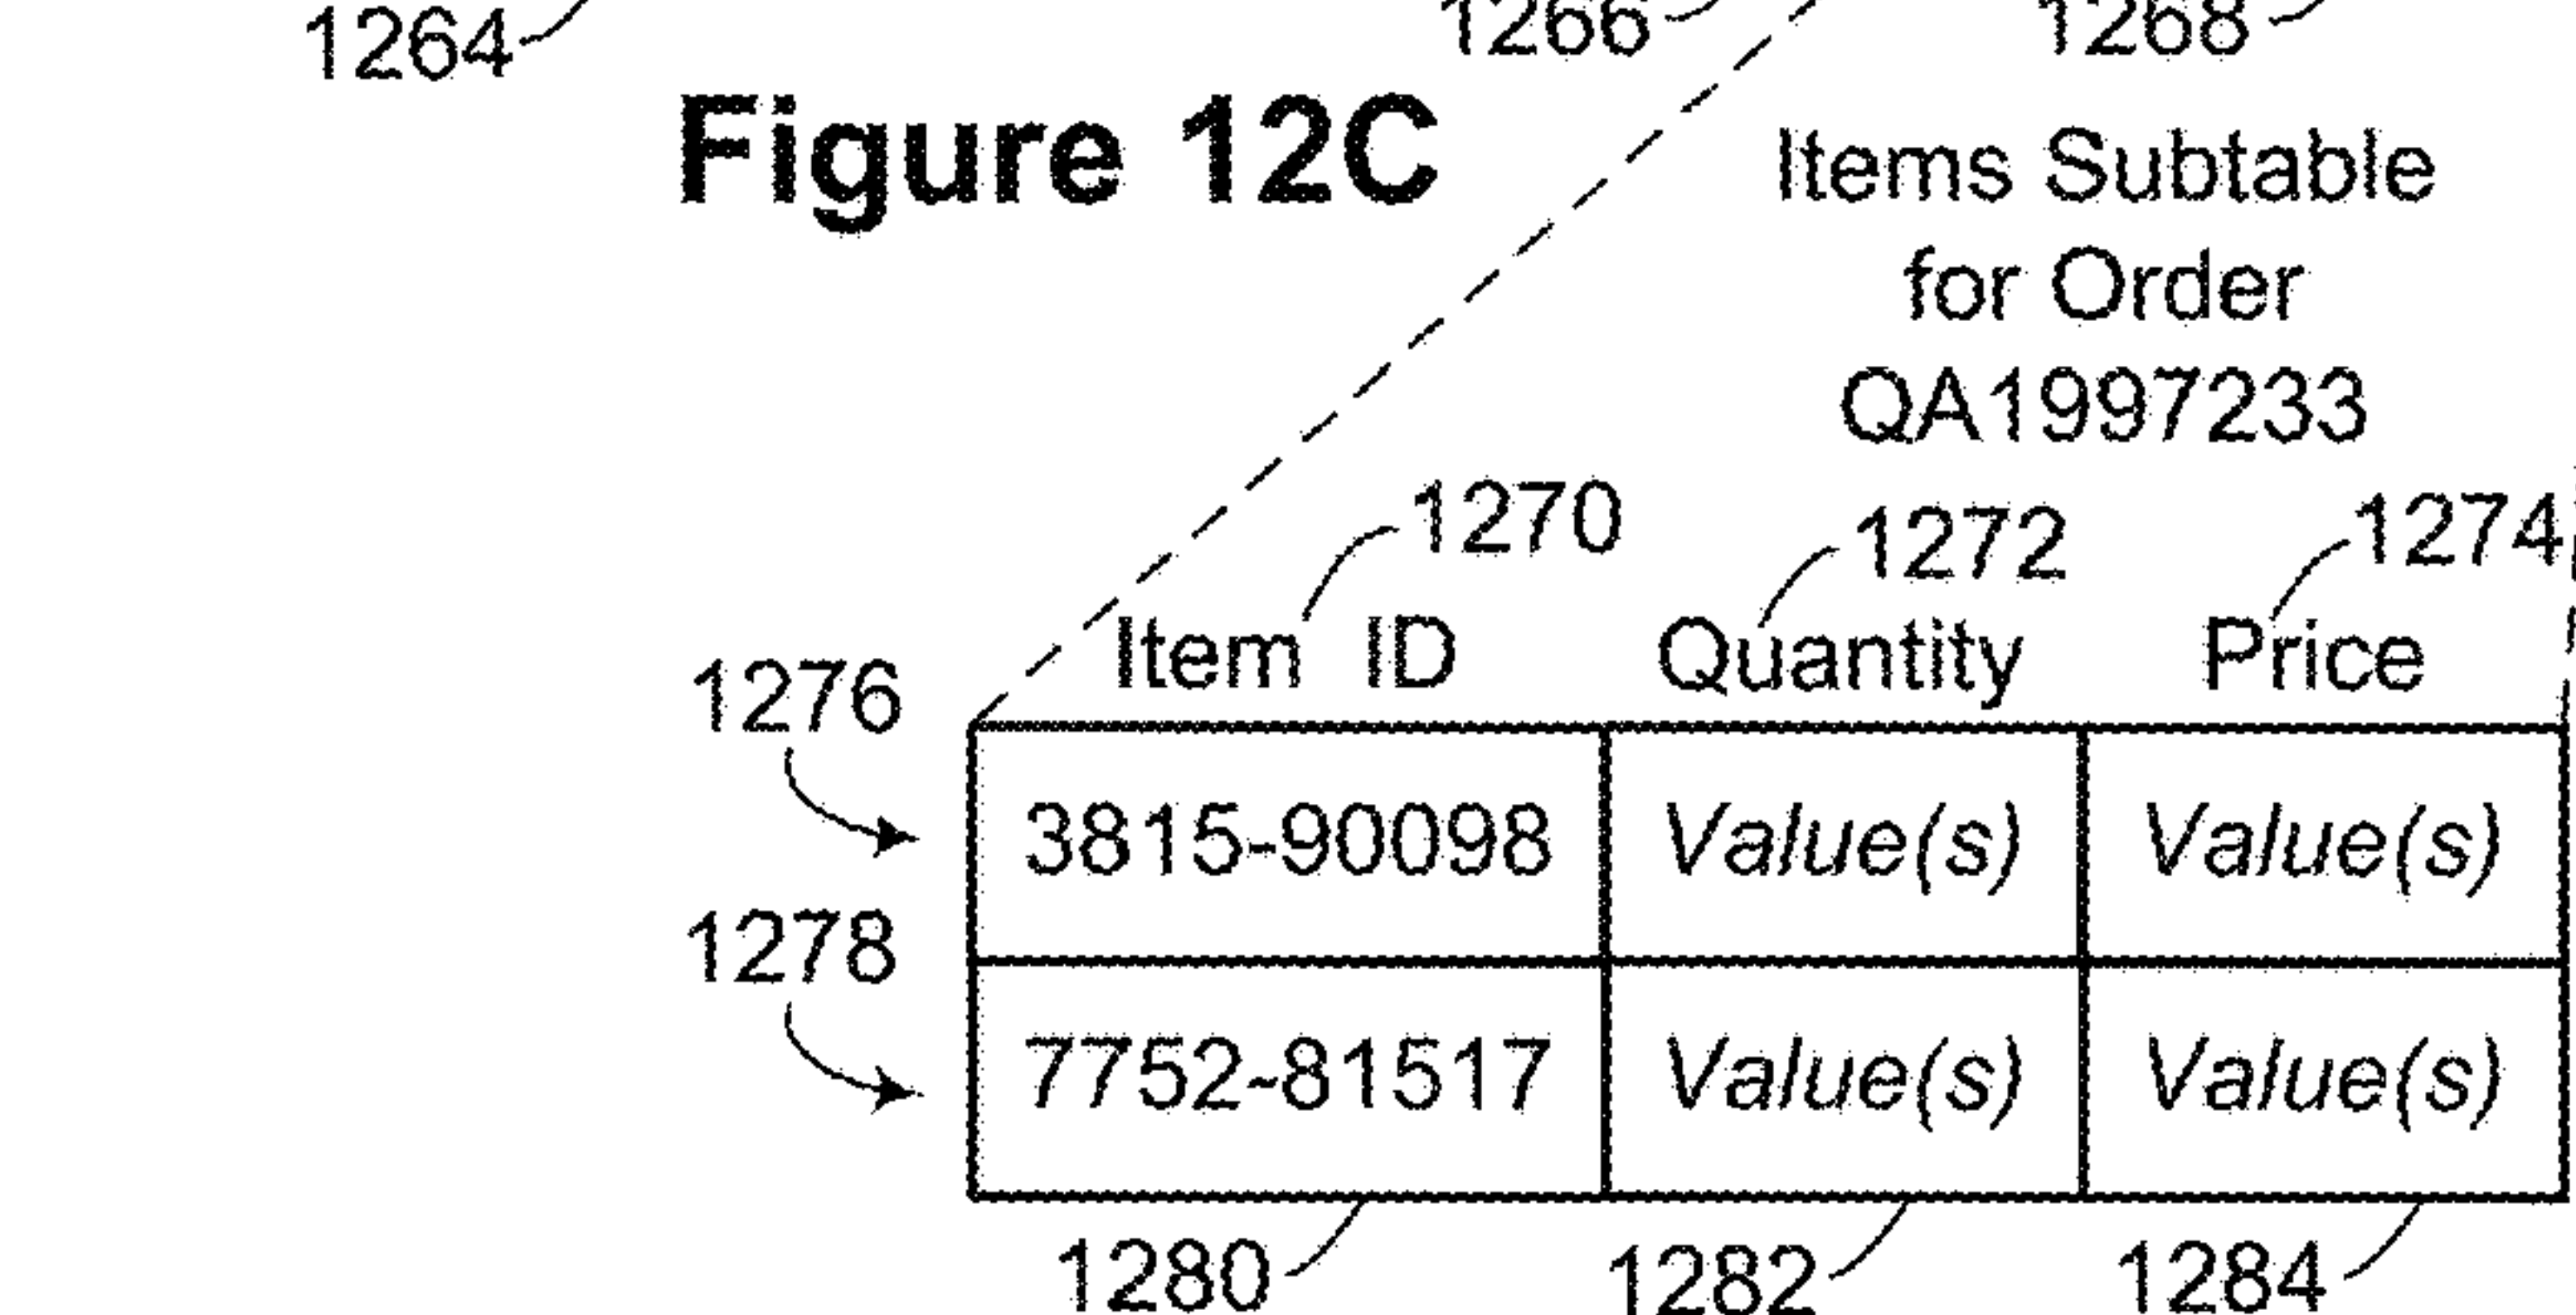 1264 1266 1268
Figure 12C
Items Subtable
for Order
QA1997233
1270 1272 1274
Item ID Quantity Price
1276
3815-90098 Value(s) Value(s)
1278
7752-81517 Value(s) Value(s)
1280 1282 1284